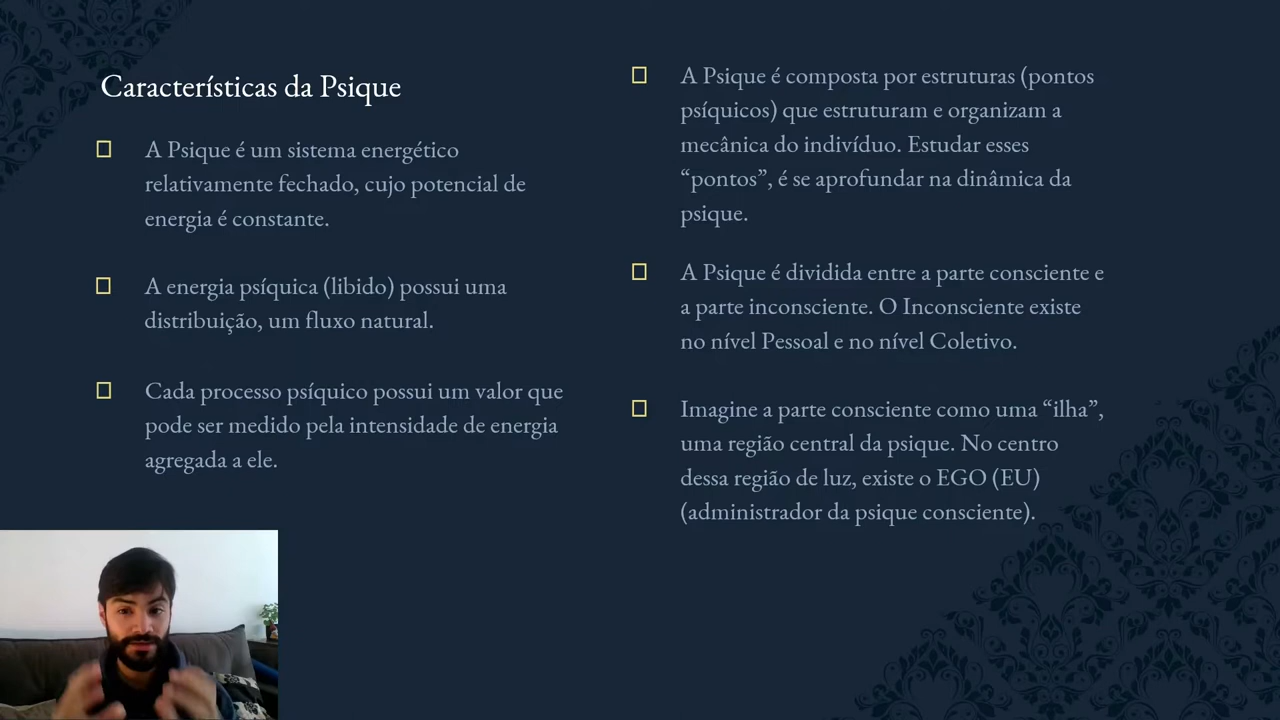 Características da Psique
A Psique é um sistema energético
relativamente fechado, cujo potencial de
energia é constante.
A energia psíquica (libido) possui uma
distribuição, um fluxo natural.
Cada processo psíquico possui um valor que
pode ser medido pela intensidade de energia
agregada a ele.
A Psique é composta por estruturas (pontos
psíquicos) que estruturam e organizam a
mecânica do indivíduo. Estudar esses
“pontos”, é se aprofundar na dinâmica da
psique.
A Psique é dividida entre a parte consciente e
a parte inconsciente. O Inconsciente existe
no nível Pessoal e no nível Coletivo.
Imagine a parte consciente como uma “ilha”,
uma região central da psique. No centro
dessa região de luz, existe o EGO (EU)
(administrador da psique consciente).